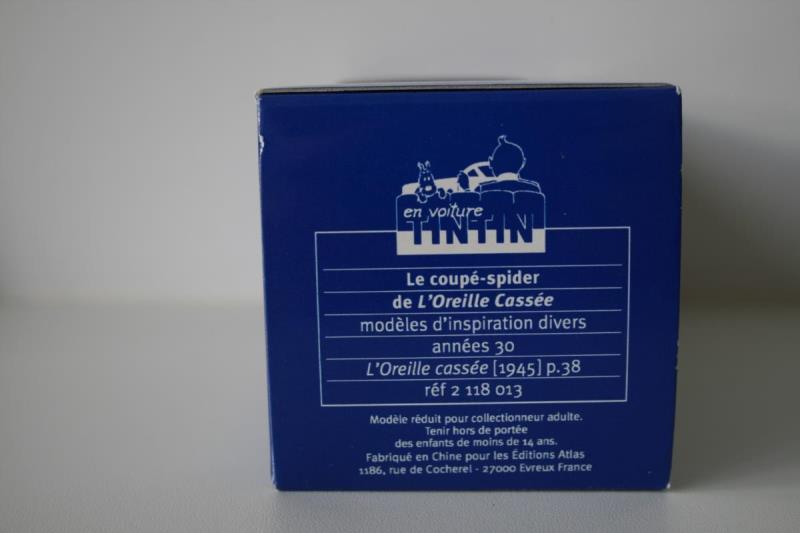 en voiture
TINTIN
Le coupé-spider
de L'Oreille Cassée
modèles d'inspiration divers
années 30
L'Oreille cassée [1945] p.38
réf 2 118 013
Modèle réduit pour collectionneur adulte.
Tenir hors de portée
des enfants de moins de 14 ans.
Fabriqué en Chine pour les Éditions Atlas
1186, rue de Cocherel - 27000 Evreux France